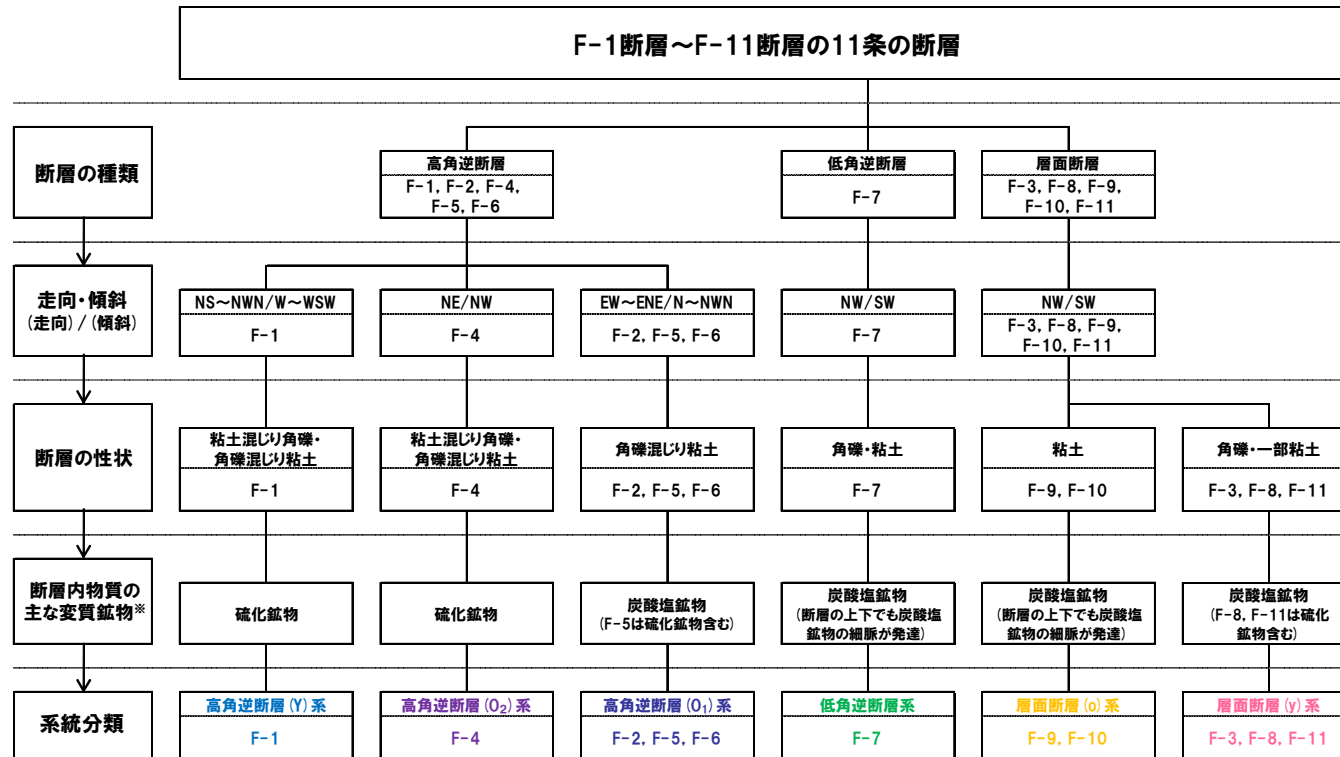 F-1断層～F-11断層の11条の断層
断層の種類
高角逆断層
F-1, F-2, F-4,
F-5, F-6
低角逆断層
F-7
層面断層
F-3, F-8, F-9,
F-10, F-11
走向・傾斜
(走向)/(傾斜)
NS～NWN/W～WSW
F-1
NE/NW
F-4
EW～ENE/N～NWN
F-2, F-5, F-6
NW/SW
F-7
NW/SW
F-3, F-8, F-9,
F-10, F-11
断層の性状
粘土混じり角礫・
角礫混じり粘土
F-1
粘土混じり角礫・
角礫混じり粘土
F-4
角礫混じり粘土
F-2, F-5, F-6
角礫・粘土
F-7
粘土
F-9, F-10
角礫・一部粘土
F-3, F-8, F-11
断層内物質の
主な変質鉱物※
硫化鉱物
硫化鉱物
炭酸塩鉱物
(F-5は硫化鉱物含む)
炭酸塩鉱物
(断層の上下でも炭酸塩
鉱物の細脈が発達)
炭酸塩鉱物
(断層の上下でも炭酸塩
鉱物の細脈が発達)
炭酸塩鉱物
(F-8, F-11は硫化
鉱物含む)
系統分類
高角逆断層(Y)系
F-1
高角逆断層(O₂)系
F-4
高角逆断層(O₁)系
F-2, F-5, F-6
低角逆断層系
F-7
層面断層(o)系
F-9, F-10
層面断層(y)系
F-3, F-8, F-11